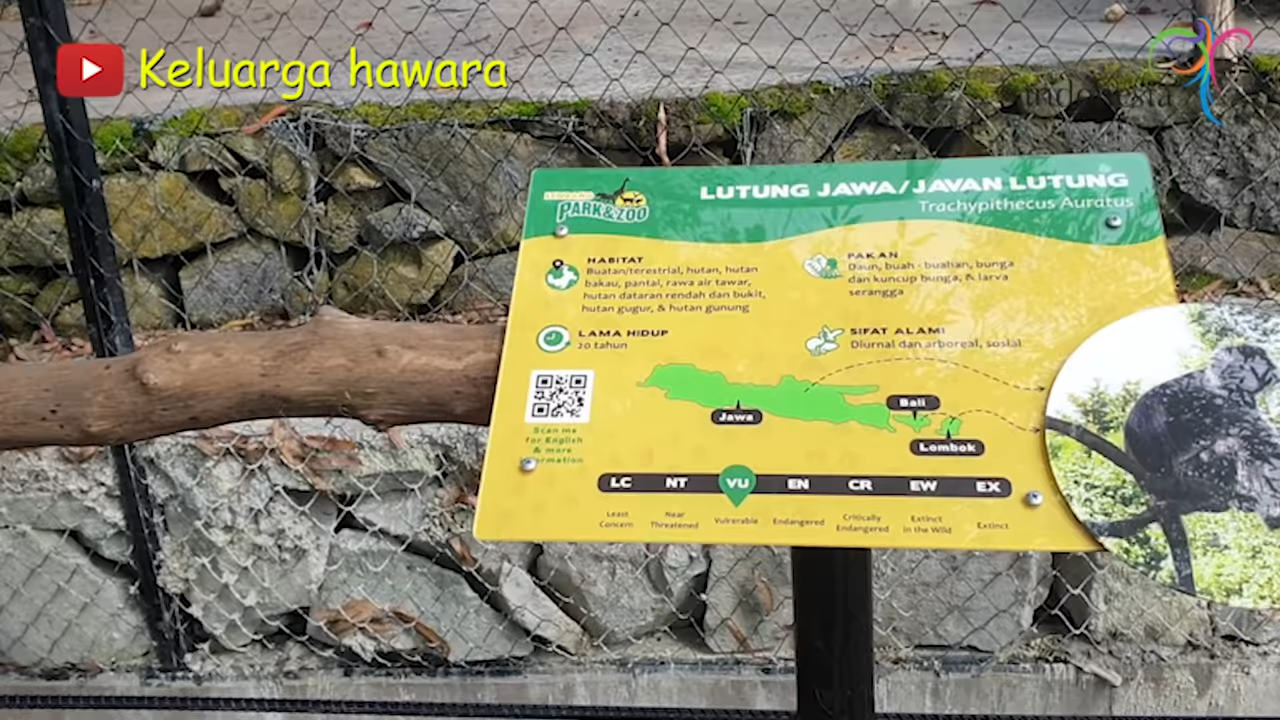 Keluarga hawara
indonesia
LEMBANG
PARK&ZOO
LUTUNG JAWA/JAVAN LUTUNG
Trachypithecus Auratus
HABITAT
Buatan/terestrial, hutan, hutan
bakau, pantai, rawa air tawar,
hutan dataran rendah dan bukit,
hutan gugur, & hutan gunung
PAKAN
Daun, buah - buahan, bunga
dan kuncup bunga, & larva
serangga
LAMA HIDUP
20 tahun
SIFAT ALAMI
Diurnal dan arboreal, sosial
Scan me
for English
& more
information
Jawa
Bali
Lombok
LC NT VU EN CR EW EX
Least
Concern
Near
Threatened
Vulrerable
Endangered
Critically
Endangered
Extinct
in the Wild
Extinct